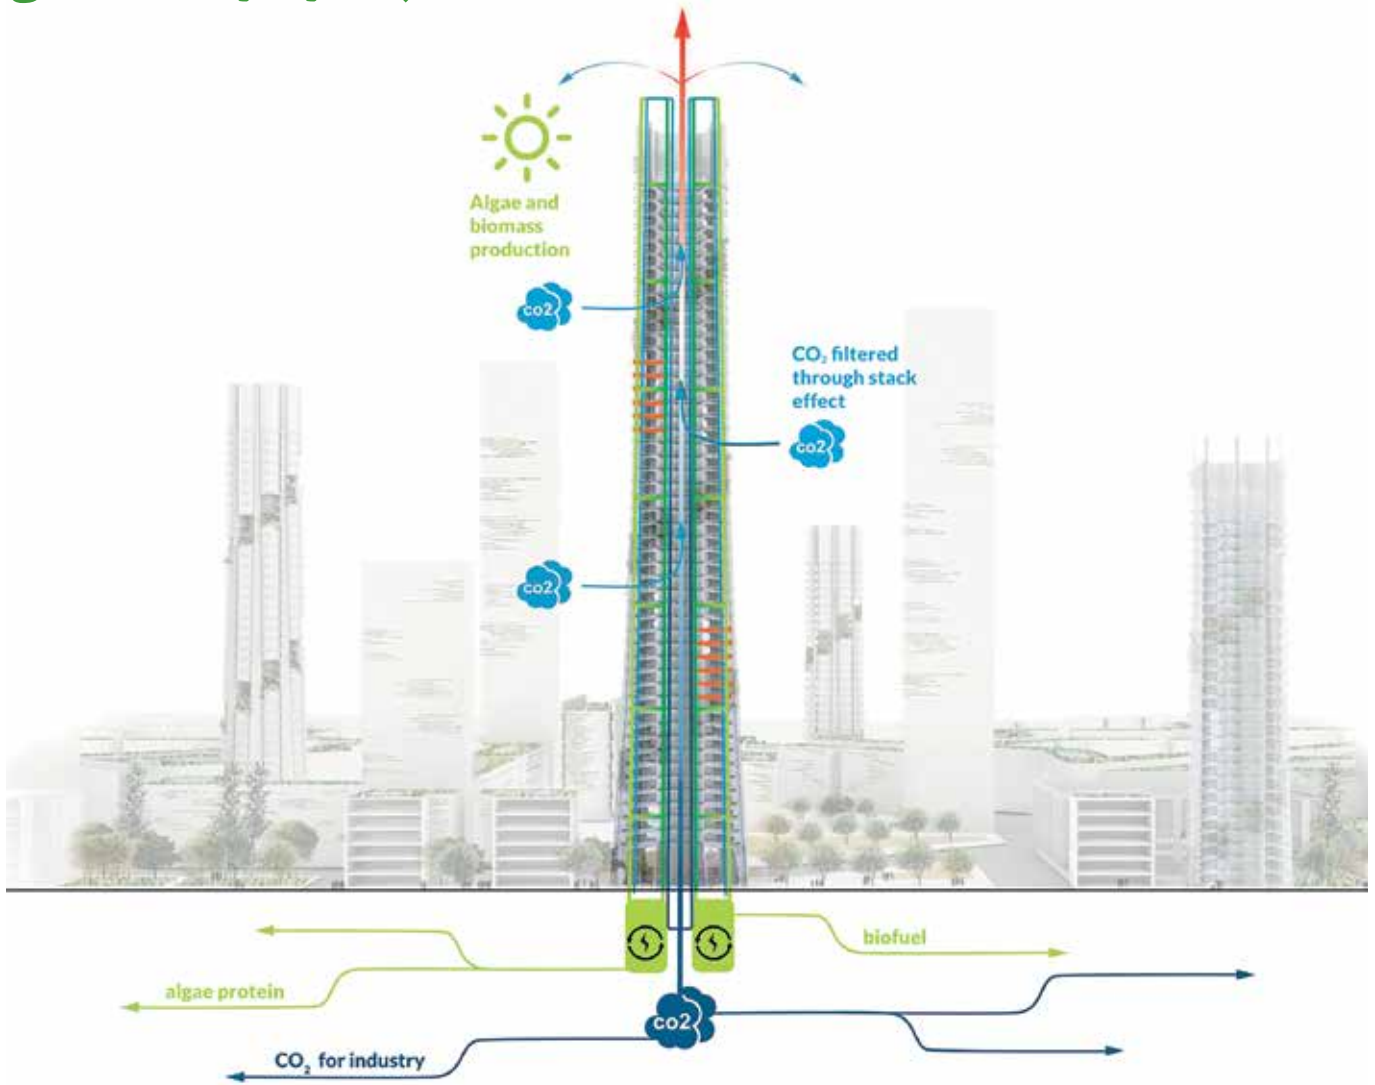 Algae and
biomass
production
co2
CO₂ filtered
through stack
effect
co2
co2
biofuel
algae protein
co2
CO₂ for industry